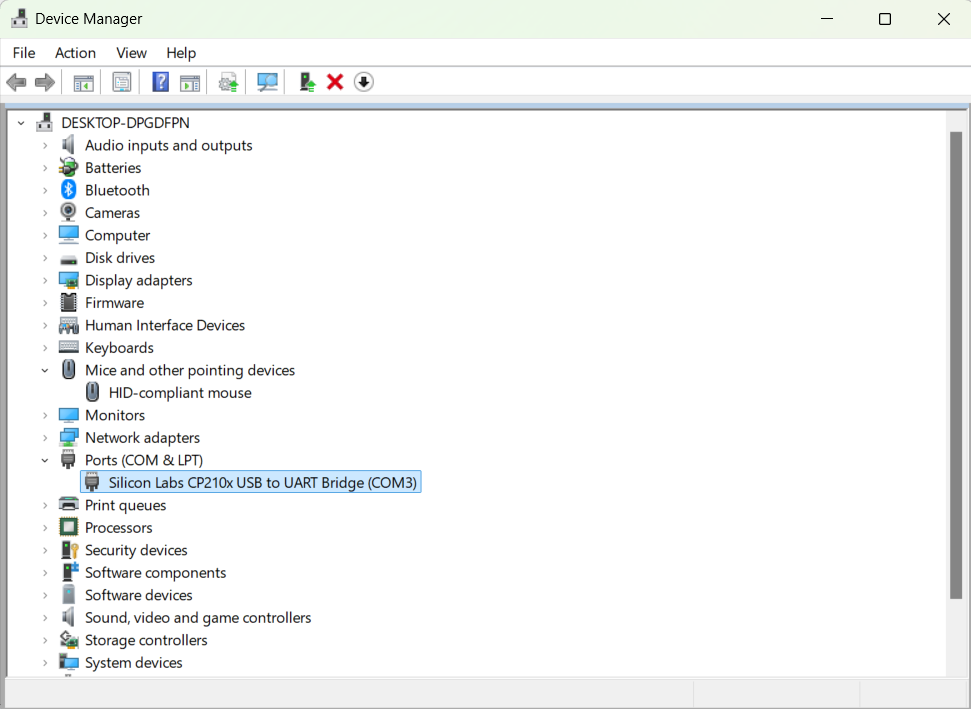 Device Manager
File Action View Help
?
DESKTOP-DPGDFPN
Audio inputs and outputs
Batteries
Bluetooth
Cameras
Computer
Disk drives
Display adapters
Firmware
Human Interface Devices
Keyboards
Mice and other pointing devices
HID-compliant mouse
Monitors
Network adapters
Ports (COM & LPT)
Silicon Labs CP210x USB to UART Bridge (COM3)
Print queues
Processors
Security devices
Software components
Software devices
Sound, video and game controllers
Storage controllers
System devices